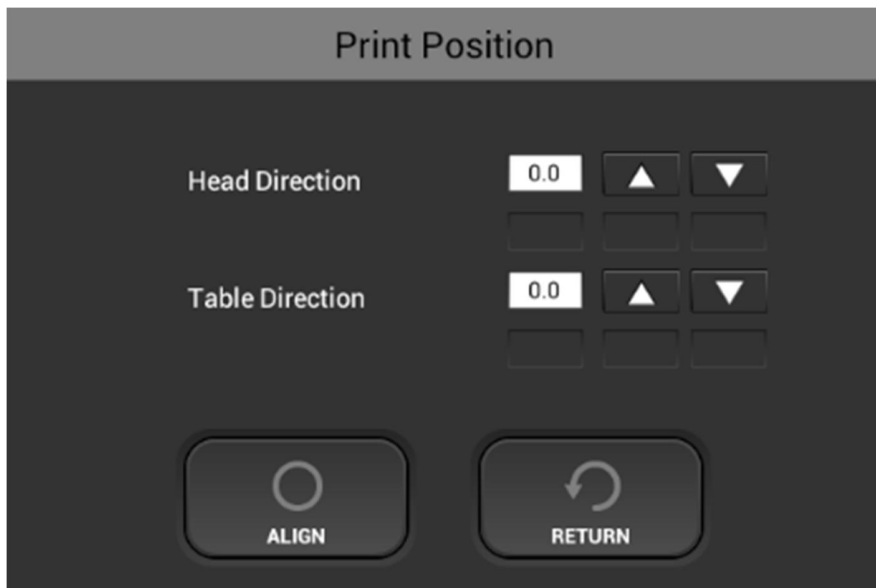 Print Position
Head Direction 0.0
Table Direction 0.0
ALIGN RETURN